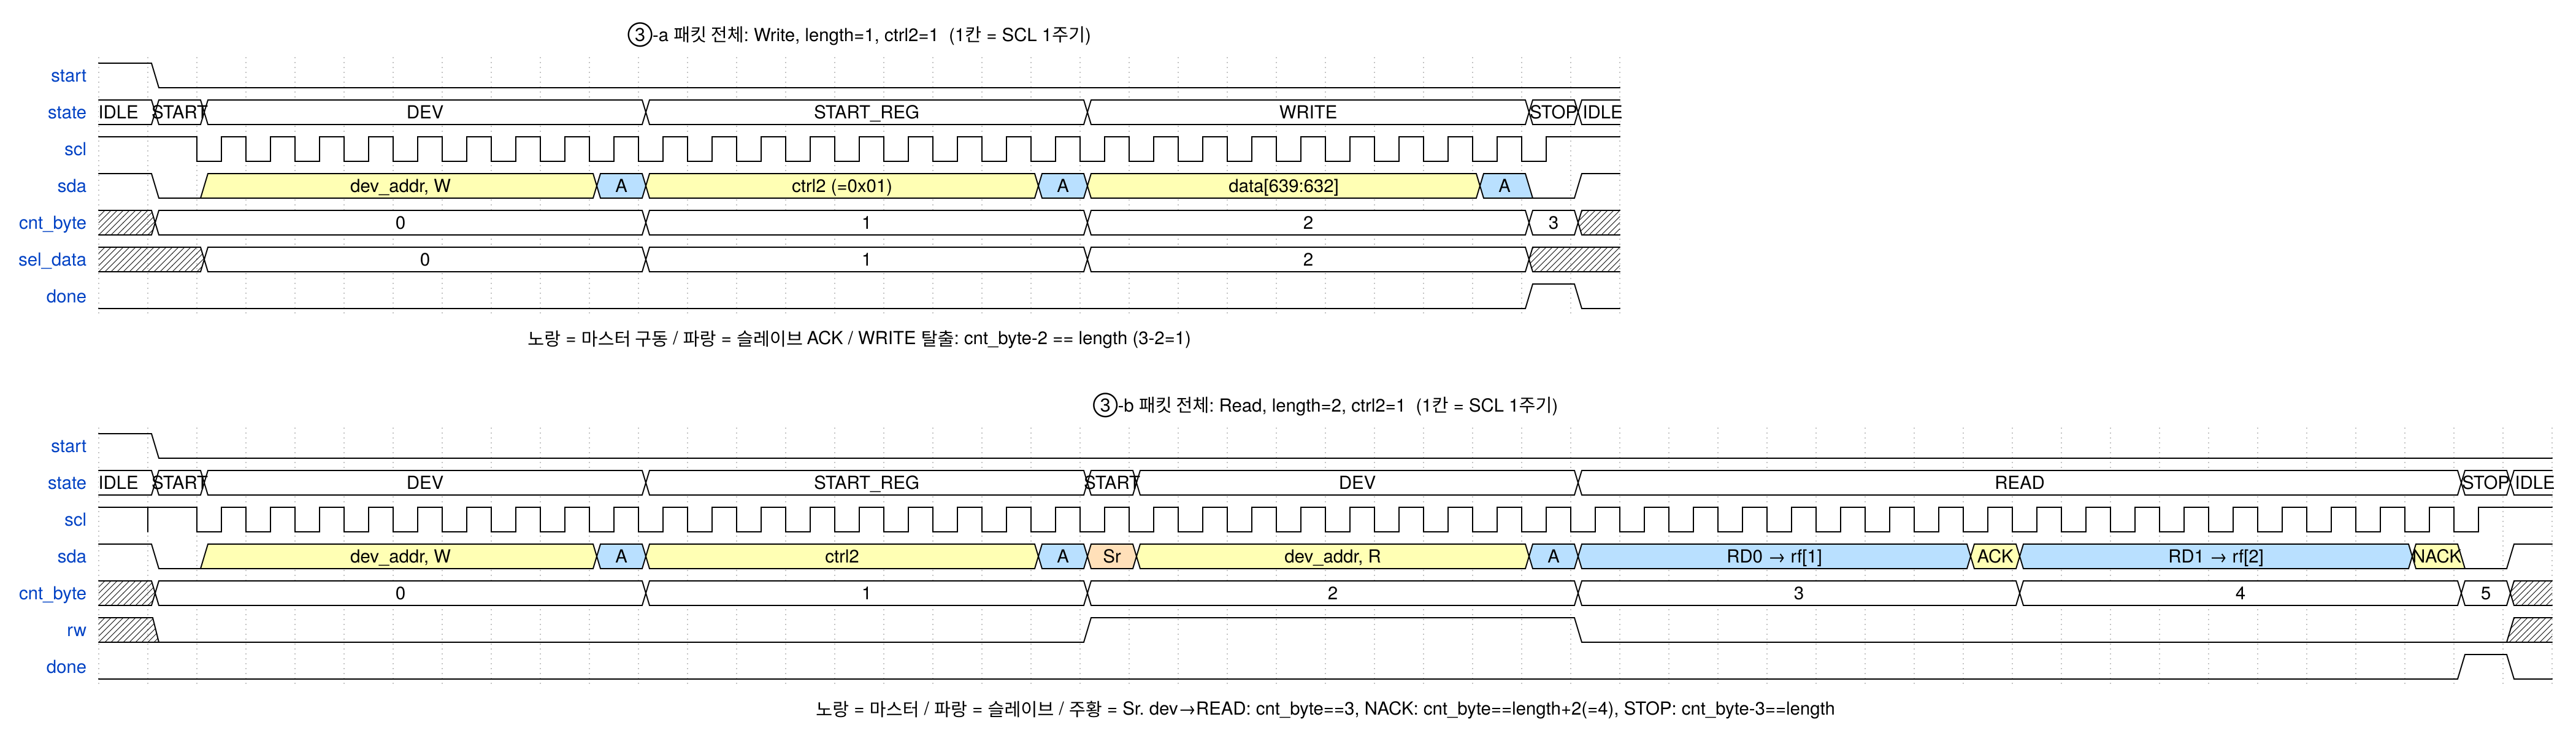 ③-a 패킷 전체: Write, length=1, ctrl2=1 (1칸 = SCL 1주기)
start
state IDLE START DEV START_REG WRITE STOP IDLE
scl
sda dev_addr, W A ctrl2 (=0x01) A data[639:632] A
cnt_byte 0 1 2 3
sel_data 0 1 2
done
노랑 = 마스터 구동 / 파랑 = 슬레이브 ACK / WRITE 탈출: cnt_byte-2 == length (3-2=1)
③-b 패킷 전체: Read, length=2, ctrl2=1 (1칸 = SCL 1주기)
start
state IDLE START DEV START_REG START DEV READ STOP IDLE
scl
sda dev_addr, W A ctrl2 A Sr dev_addr, R A RD0 → rf[1] ACK RD1 → rf[2] NACK
cnt_byte 0 1 2 3 4 5
rw
done
노랑 = 마스터 / 파랑 = 슬레이브 / 주황 = Sr. dev→READ: cnt_byte==3, NACK: cnt_byte==length+2(=4), STOP: cnt_byte-3==length